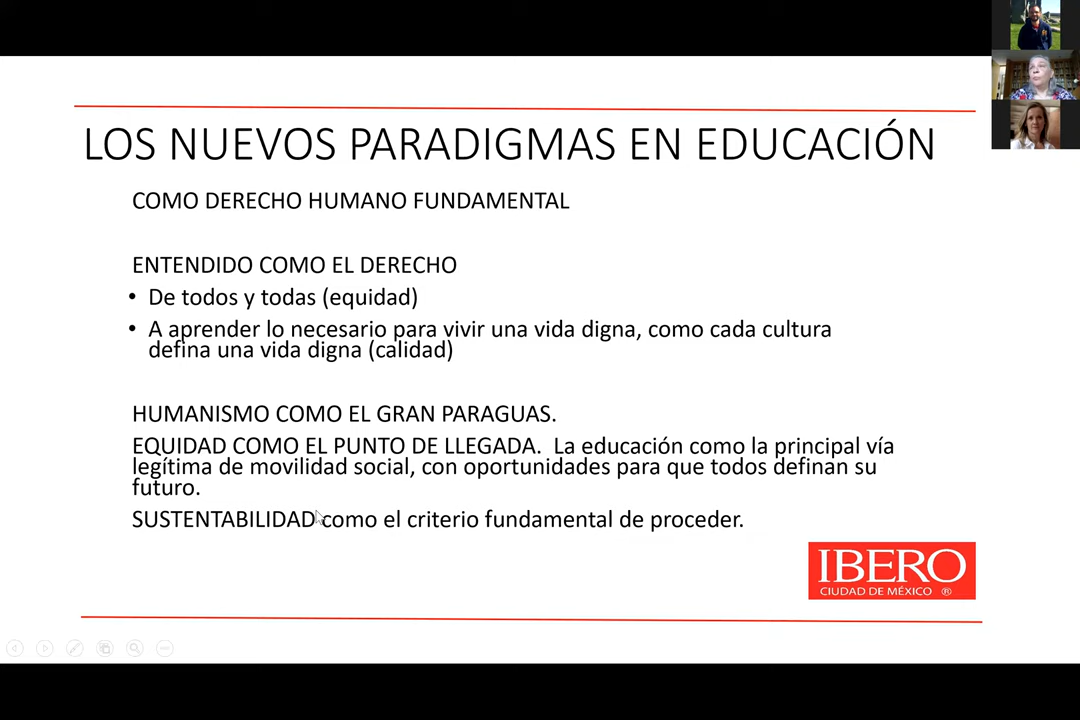 LOS NUEVOS PARADIGMAS EN EDUCACIÓN
COMO DERECHO HUMANO FUNDAMENTAL
ENTENDIDO COMO EL DERECHO
• De todos y todas (equidad)
• A aprender lo necesario para vivir una vida digna, como cada cultura
defina una vida digna (calidad)
HUMANISMO COMO EL GRAN PARAGUAS.
EQUIDAD COMO EL PUNTO DE LLEGADA. La educación como la principal vía
legítima de movilidad social, con oportunidades para que todos definan su
futuro.
SUSTENTABILIDAD como el criterio fundamental de proceder.
IBERO
CIUDAD DE MÉXICO ®